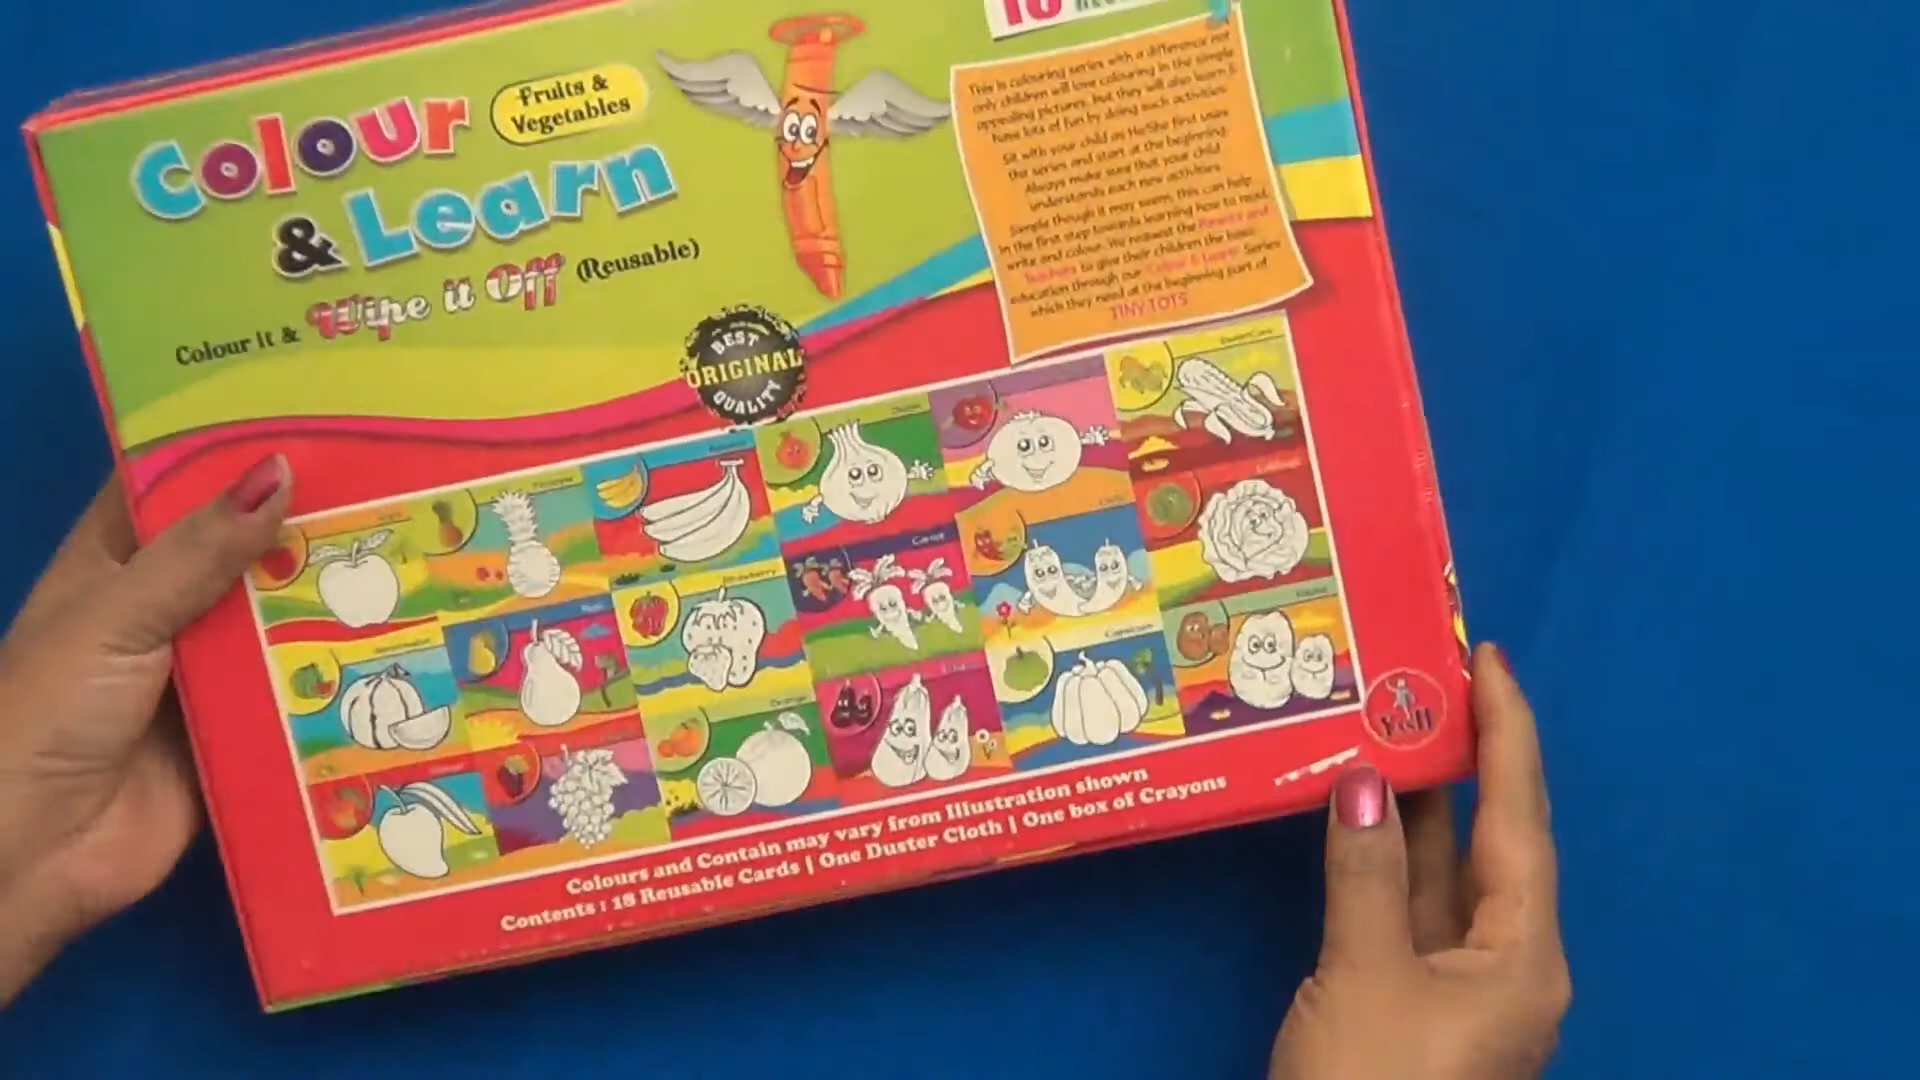 Colour
& Learn
Fruits &
Vegetables
Colour it & Wipe it Off (Reusable)
BEST
ORIGINAL
QUALITY
This is colouring series with a difference not
only children will love colouring in the simple
appealing pictures, but they will also learn &
have lots of fun by doing such activities.
Sit with your child as He/She first uses
the series and start at the beginning.
Always make sure that your child
understands each new activities.
Simple though it may seem, this can help
in the first step towards learning how to read,
write and colour. We request the Parents and
Teachers to give their children the basic
education through our Colour & Learn Series
which they need at the beginning part of
TINY TOTS
Pineapple
Strawberry
Orange
Onion
Carrot
Capsicum
Colours and Contain may vary from Illustration shown
Contents : 18 Reusable Cards | One Duster Cloth | One box of Crayons
Yash